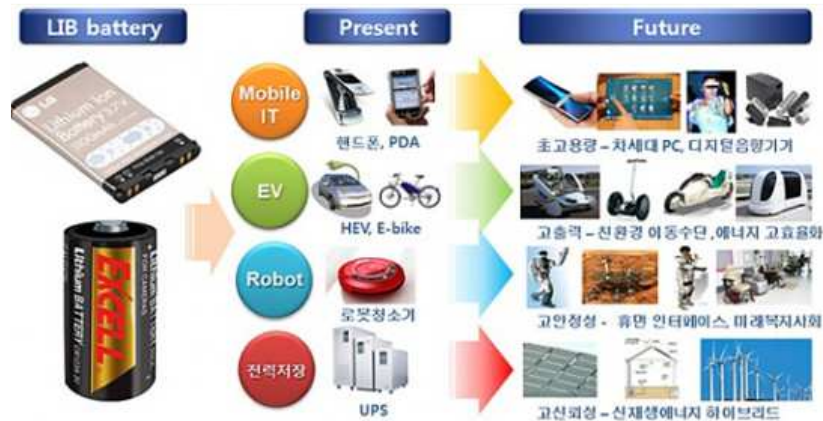 LIB battery
Present
Future
LG
Lithium Ion
Battery 3.7V
Mobile
IT
핸드폰, PDA
초고용량 – 차세대 PC, 디지털음향기기
EV
HEV, E-bike
고출력 – 친환경 이동수단, 에너지 고효율화
EXCELL
Lithium BATTERY
FOR CAMERAS
Robot
로봇청소기
고안정성 - 휴먼 인터페이스, 미래복지사회
전력저장
UPS
고신뢰성 – 신재생에너지 하이브리드